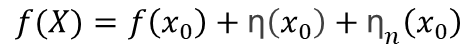 f(X) = f(x₀) + η(x₀) + ηₙ(x₀)